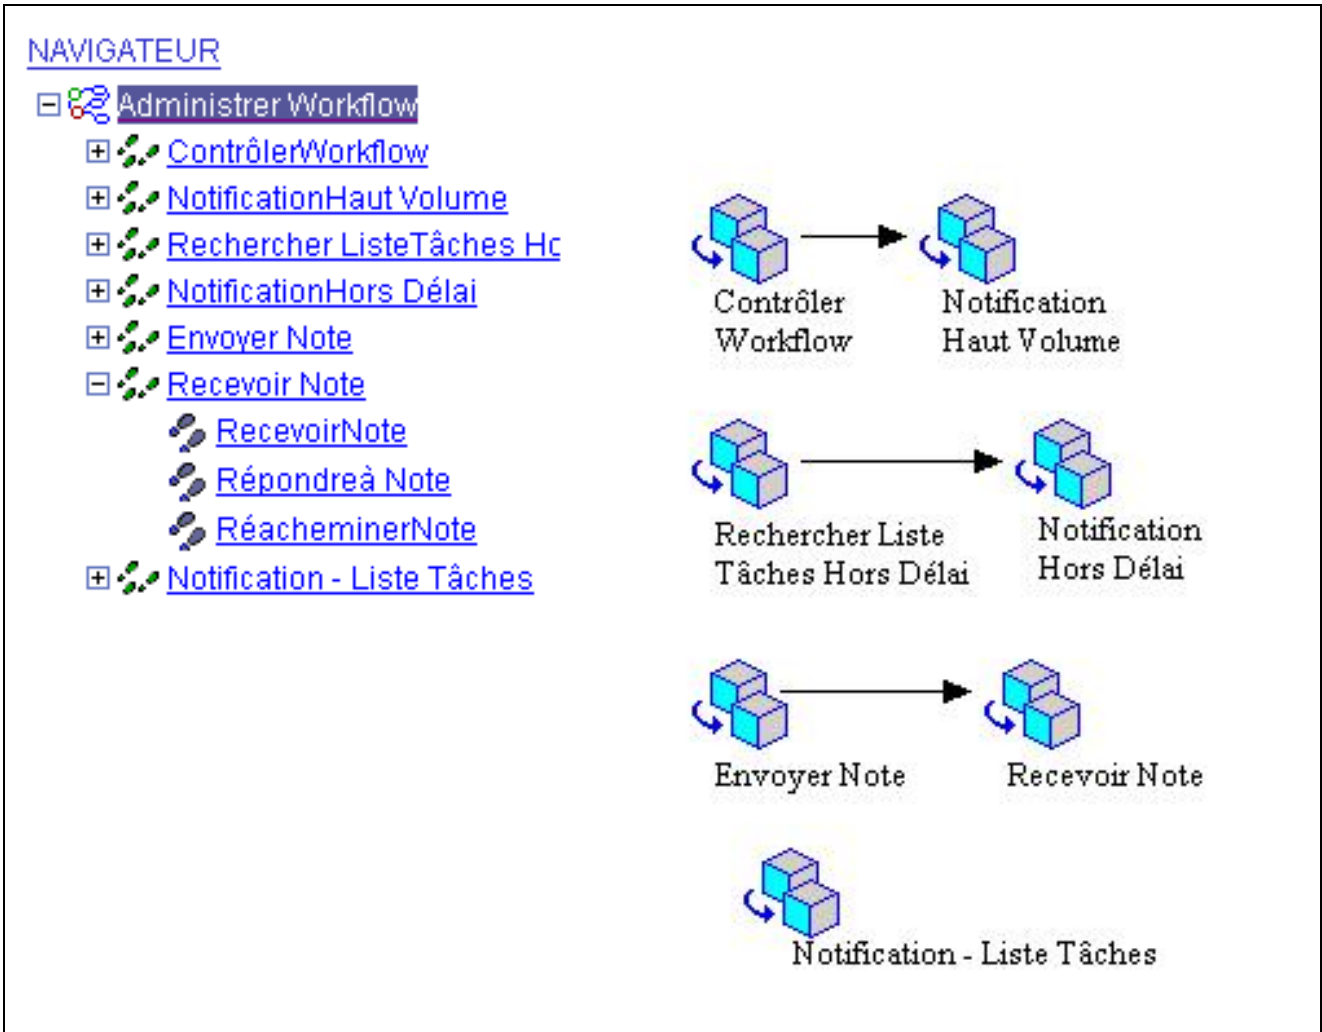 NAVIGATEUR
Administrer Workflow
ContrôlerWorkflow
NotificationHaut Volume
Rechercher ListeTâches Ho
NotificationHors Délai
Envoyer Note
Recevoir Note
RecevoirNote
Répondreà Note
RéacheminerNote
Notification - Liste Tâches
Contrôler
Workflow
Notification
Haut Volume
Rechercher Liste
Tâches Hors Délai
Notification
Hors Délai
Envoyer Note
Recevoir Note
Notification - Liste Tâches